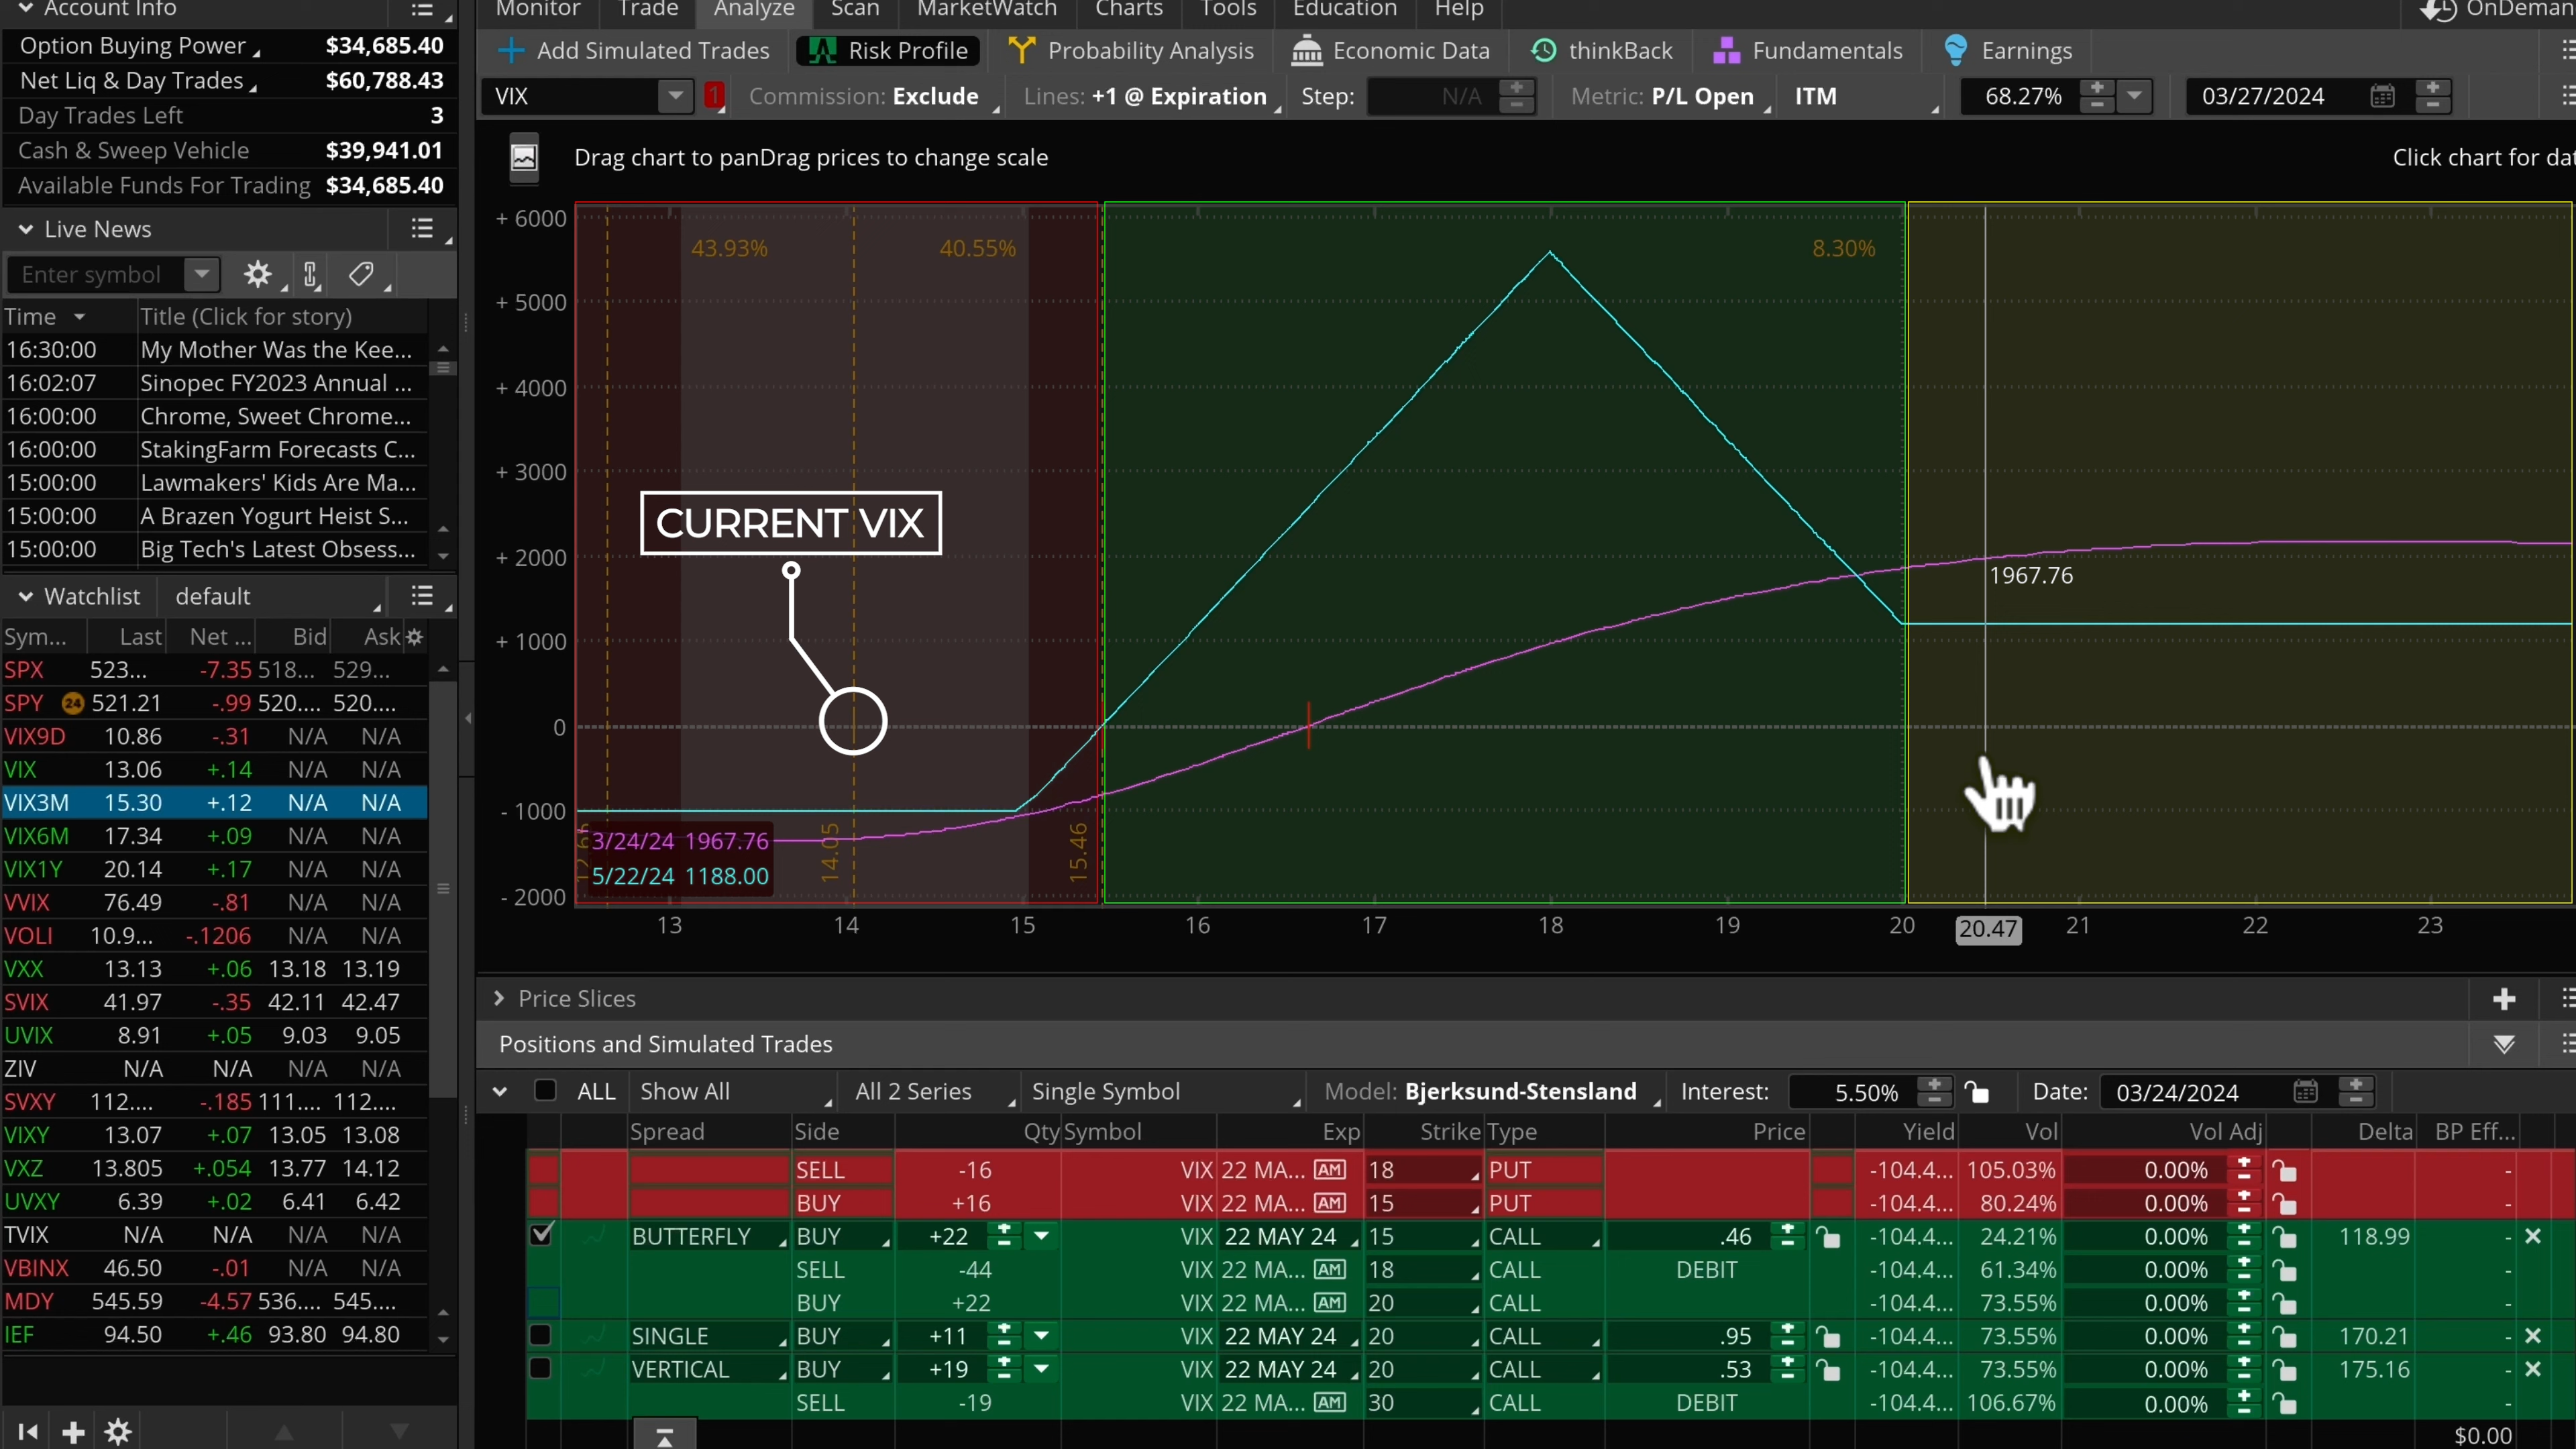 Account Info
Monitor Trade Analyze Scan MarketWatch Charts Tools Education Help
Option Buying Power $34,685.40
Net Liq & Day Trades $60,788.43
Day Trades Left 3
Cash & Sweep Vehicle $39,941.01
Available Funds For Trading $34,685.40
Live News
Enter symbol
Time Title (Click for story)
16:30:00 My Mother Was the Kee...
16:02:07 Sinopec FY2023 Annual ...
16:00:00 Chrome, Sweet Chrome...
16:00:00 StakingFarm Forecasts C...
15:00:00 Lawmakers' Kids Are Ma...
15:00:00 A Brazen Yogurt Heist S...
15:00:00 Big Tech's Latest Obsess...
Watchlist default
Sym... Last Net ... Bid Ask
SPX 523... -7.35 518... 529...
SPY 24 521.21 -.99 520.... 520....
VIX9D 10.86 -.31 N/A N/A
VIX 13.06 +.14 N/A N/A
VIX3M 15.30 +.12 N/A N/A
VIX6M 17.34 +.09 N/A N/A
VIX1Y 20.14 +.17 N/A N/A
VVIX 76.49 -.81 N/A N/A
VOLI 10.9... -.1206 N/A N/A
VXX 13.13 +.06 13.18 13.19
SVIX 41.97 -.35 42.11 42.47
UVIX 8.91 +.05 9.03 9.05
ZIV N/A N/A N/A N/A
SVXY 112.... -.185 111.... 112....
VIXY 13.07 +.07 13.05 13.08
VXZ 13.805 +.054 13.77 14.12
UVXY 6.39 +.02 6.41 6.42
TVIX N/A N/A N/A N/A
VBINX 46.50 -.01 N/A N/A
MDY 545.59 -4.57 536.... 545....
IEF 94.50 +.46 93.80 94.80
Add Simulated Trades Risk Profile Probability Analysis Economic Data thinkBack Fundamentals Earnings
VIX 1 Commission: Exclude Lines: +1 @ Expiration Step: N/A Metric: P/L Open ITM 68.27% 03/27/2024
Drag chart to panDrag prices to change scale
+ 6000
43.93% 40.55% 8.30%
+ 5000
+ 4000
+ 3000
CURRENT VIX
+ 2000
1967.76
+ 1000
0
- 1000
3/24/24 1967.76
5/22/24 1188.00
14.05
15.46
- 2000
13 14 15 16 17 18 19 20 20.47 21 22 23
Price Slices
Positions and Simulated Trades
ALL Show All All 2 Series Single Symbol Model: Bjerksund-Stensland Interest: 5.50% Date: 03/24/2024
Spread Side Qty Symbol Exp Strike Type Price Yield Vol Vol Adj Delta BP Eff...
SELL -16 VIX 22 MA... AM 18 PUT -104.4... 105.03% 0.00% -
BUY +16 VIX 22 MA... AM 15 PUT -104.4... 80.24% 0.00% -
BUTTERFLY BUY +22 VIX 22 MAY 24 15 CALL .46 -104.4... 24.21% 0.00% 118.99 -
SELL -44 VIX 22 MA... AM 18 CALL DEBIT -104.4... 61.34% 0.00% -
BUY +22 VIX 22 MA... AM 20 CALL -104.4... 73.55% 0.00% -
SINGLE BUY +11 VIX 22 MAY 24 20 CALL .95 -104.4... 73.55% 0.00% 170.21 -
VERTICAL BUY +19 VIX 22 MAY 24 20 CALL .53 -104.4... 73.55% 0.00% 175.16 -
SELL -19 VIX 22 MA... AM 30 CALL DEBIT -104.4... 106.67% 0.00% -
$0.00